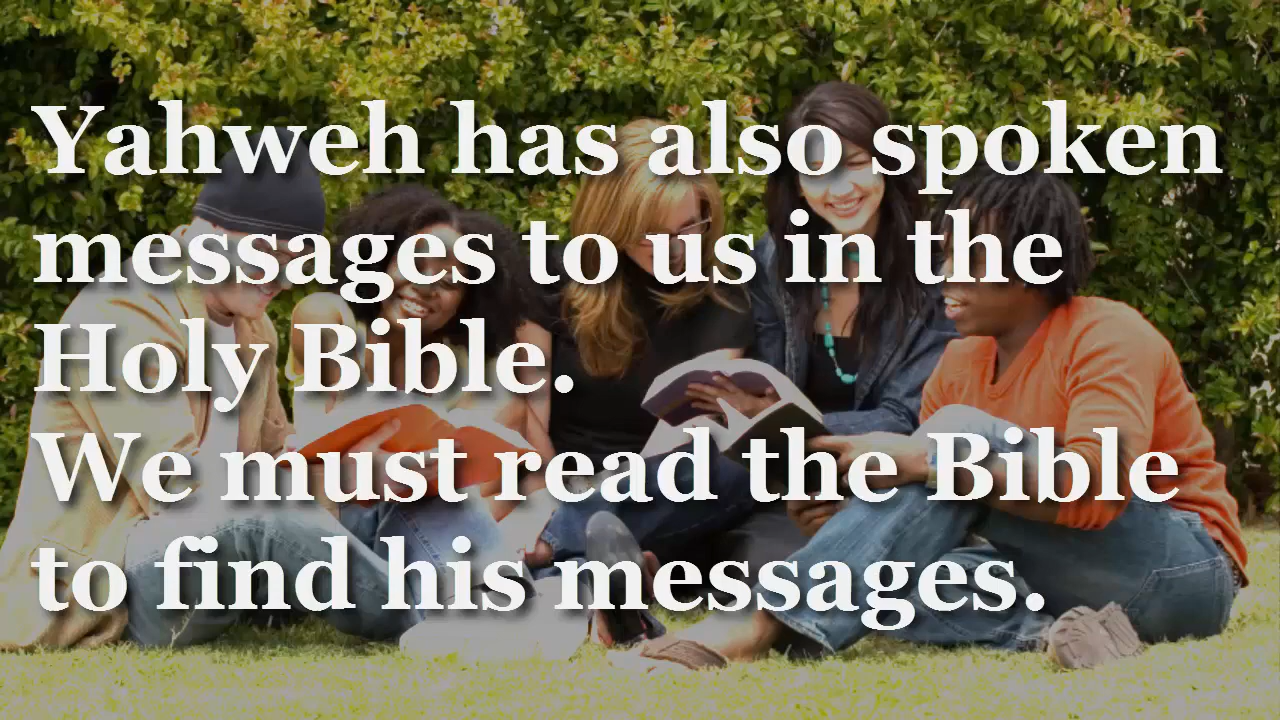 Yahweh has also spoken
messages to us in the
Holy Bible.
We must read the Bible
to find his messages.